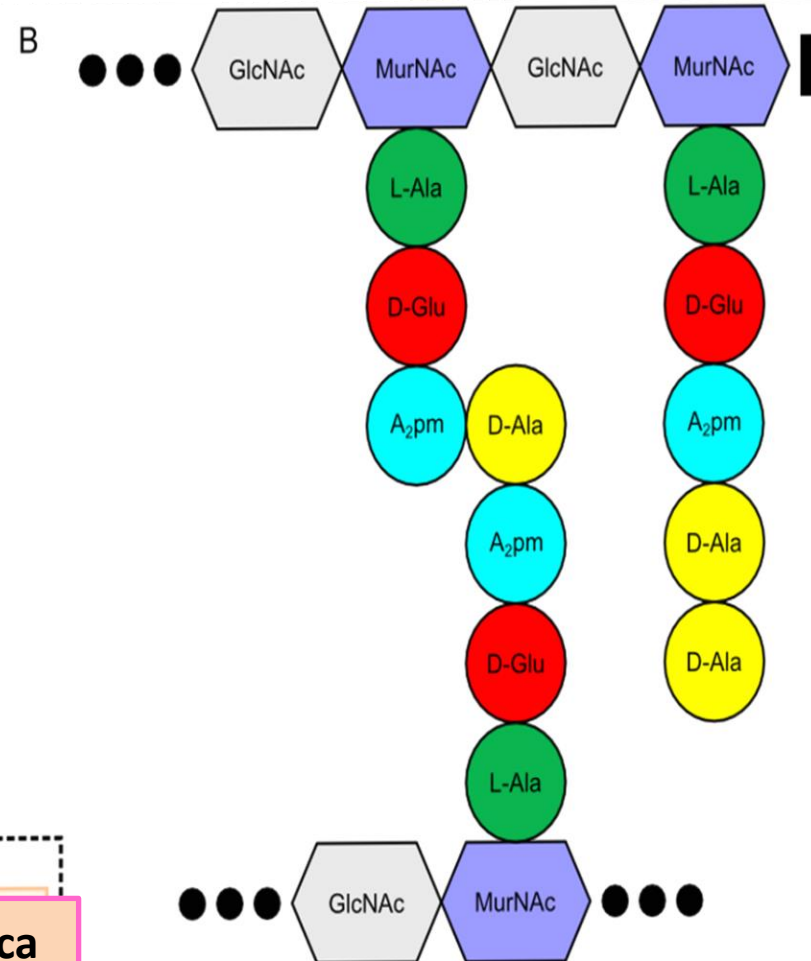 B
GlcNAc MurNAc GlcNAc MurNAc
L-Ala L-Ala
D-Glu D-Glu
A₂pm D-Ala A₂pm
A₂pm D-Ala
D-Glu D-Ala
L-Ala
GlcNAc MurNAc
ca